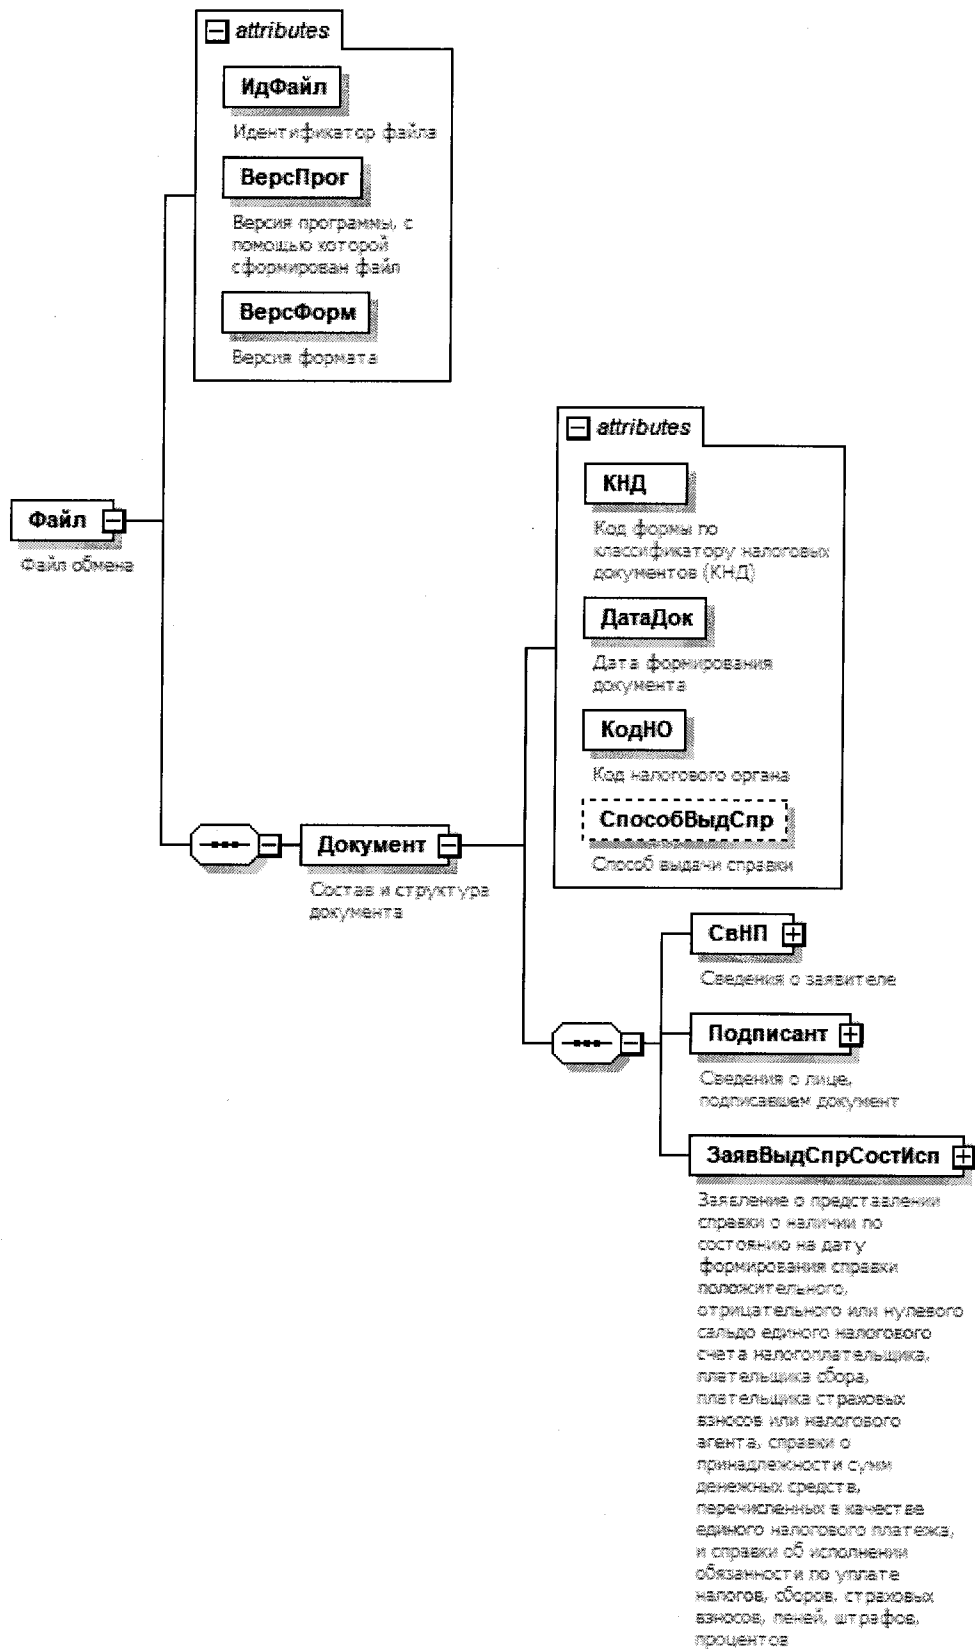 attributes
ИдФайл
Идентификатор файла
ВерсПрог
Версия программы, с
помощью которой
сформирован файл
ВерсФорм
Версия формата
Файл
Файл обмена
Документ
Состав и структура
документа
attributes
КНД
Код формы по
классификатору налоговых
документов (КНД)
ДатаДок
Дата формирования
документа
КодНО
Код налогового органа
СпособВыдСпр
Способ выдачи справки
СвНП
Сведения о заявителе
Подписант
Сведения о лице,
подписавшем документ
ЗаявВыдСпрСостИсп
Заявление о представлении
справки о наличии по
состоянию на дату
формирования справки
положительного,
отрицательного или нулевого
сальдо единого налогового
счета налогоплательщика,
плательщика сбора,
плательщика страховых
взносов или налогового
агента, справки о
принадлежности сумм
денежных средств,
перечисленных в качестве
единого налогового платежа,
и справки об исполнении
обязанности по уплате
налогов, сборов, страховых
взносов, пеней, штрафов,
процентов